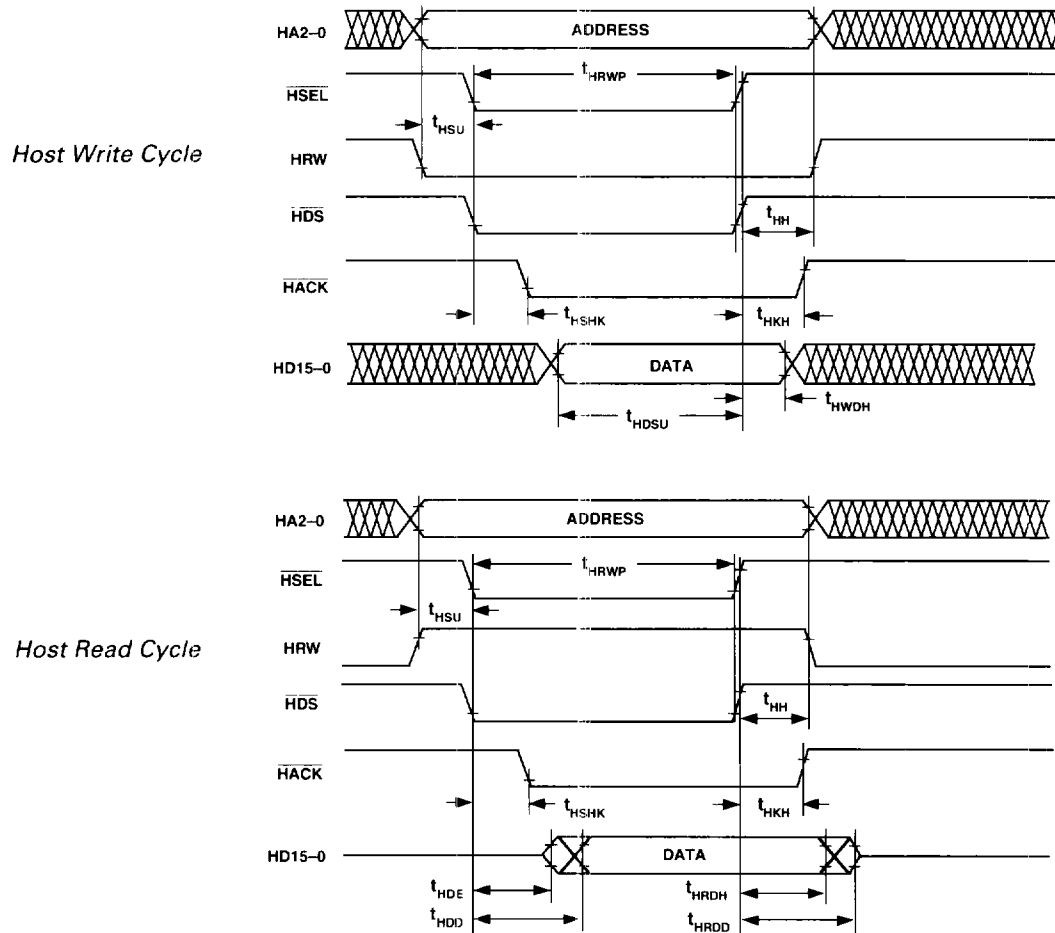 HA2–0
ADDRESS
tHRWP
HSEL
tHSU
Host Write Cycle
HRW
HDS
tHH
HACK
tHSHK
tHKH
HD15–0
DATA
tHWDH
tHDSU
HA2–0
ADDRESS
tHRWP
HSEL
tHSU
Host Read Cycle
HRW
HDS
tHH
HACK
tHSHK
tHKH
HD15–0
DATA
tHDE
tHRDH
tHDD
tHRDD